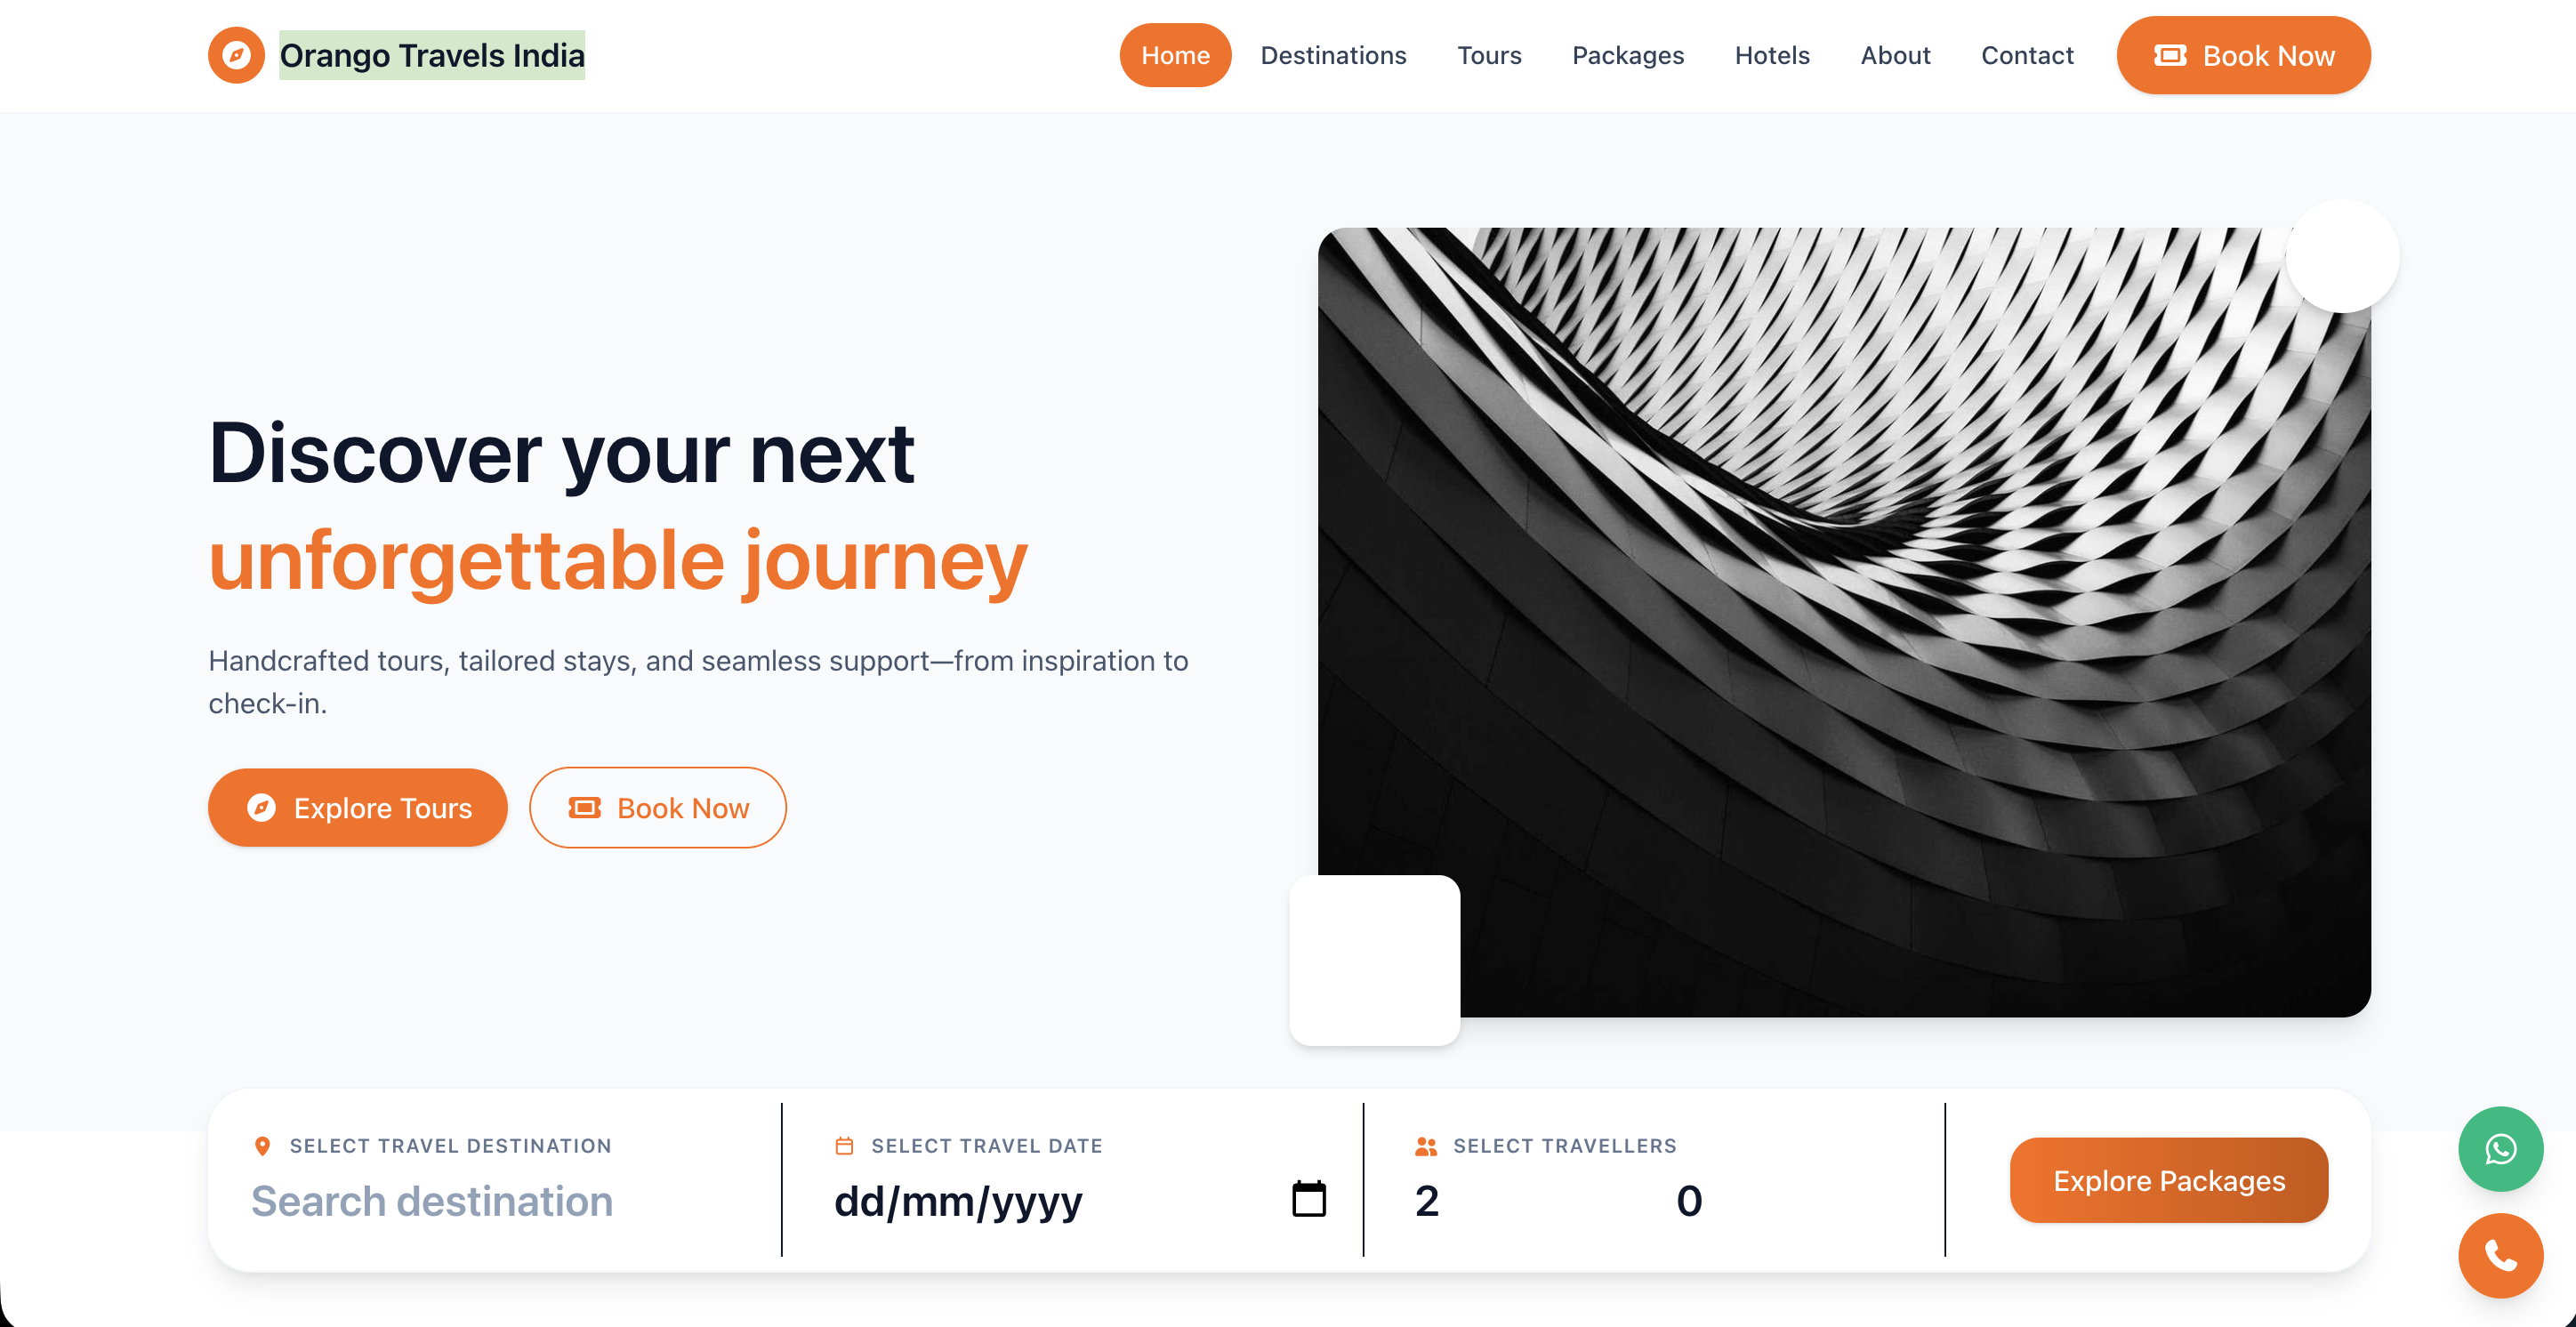 Orango Travels India
Home
Destinations
Tours
Packages
Hotels
About
Contact
Book Now
Discover your next
unforgettable journey
Handcrafted tours, tailored stays, and seamless support—from inspiration to
check-in.
Explore Tours
Book Now
SELECT TRAVEL DESTINATION
Search destination
SELECT TRAVEL DATE
dd/mm/yyyy
SELECT TRAVELLERS
2 0
Explore Packages